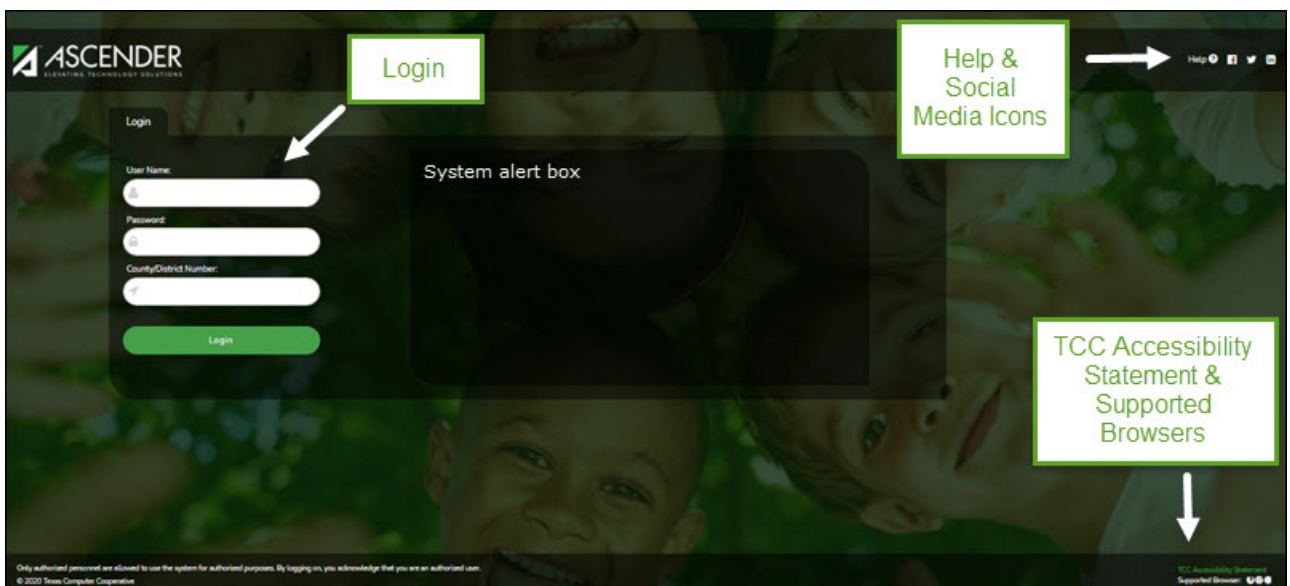 ASCENDER
ELEVATING TECHNOLOGY SOLUTIONS
Login
Help &
Social
Media Icons
Help
Login
User Name:
System alert box
Password:
County/District Number:
Login
TCC Accessibility
Statement &
Supported
Browsers
Only authorized personnel are allowed to use the system for authorized purposes. By logging on, you acknowledge that you are an authorized user.
© 2020 Texas Computer Cooperative
TCC Accessibility Statement
Supported Browser: